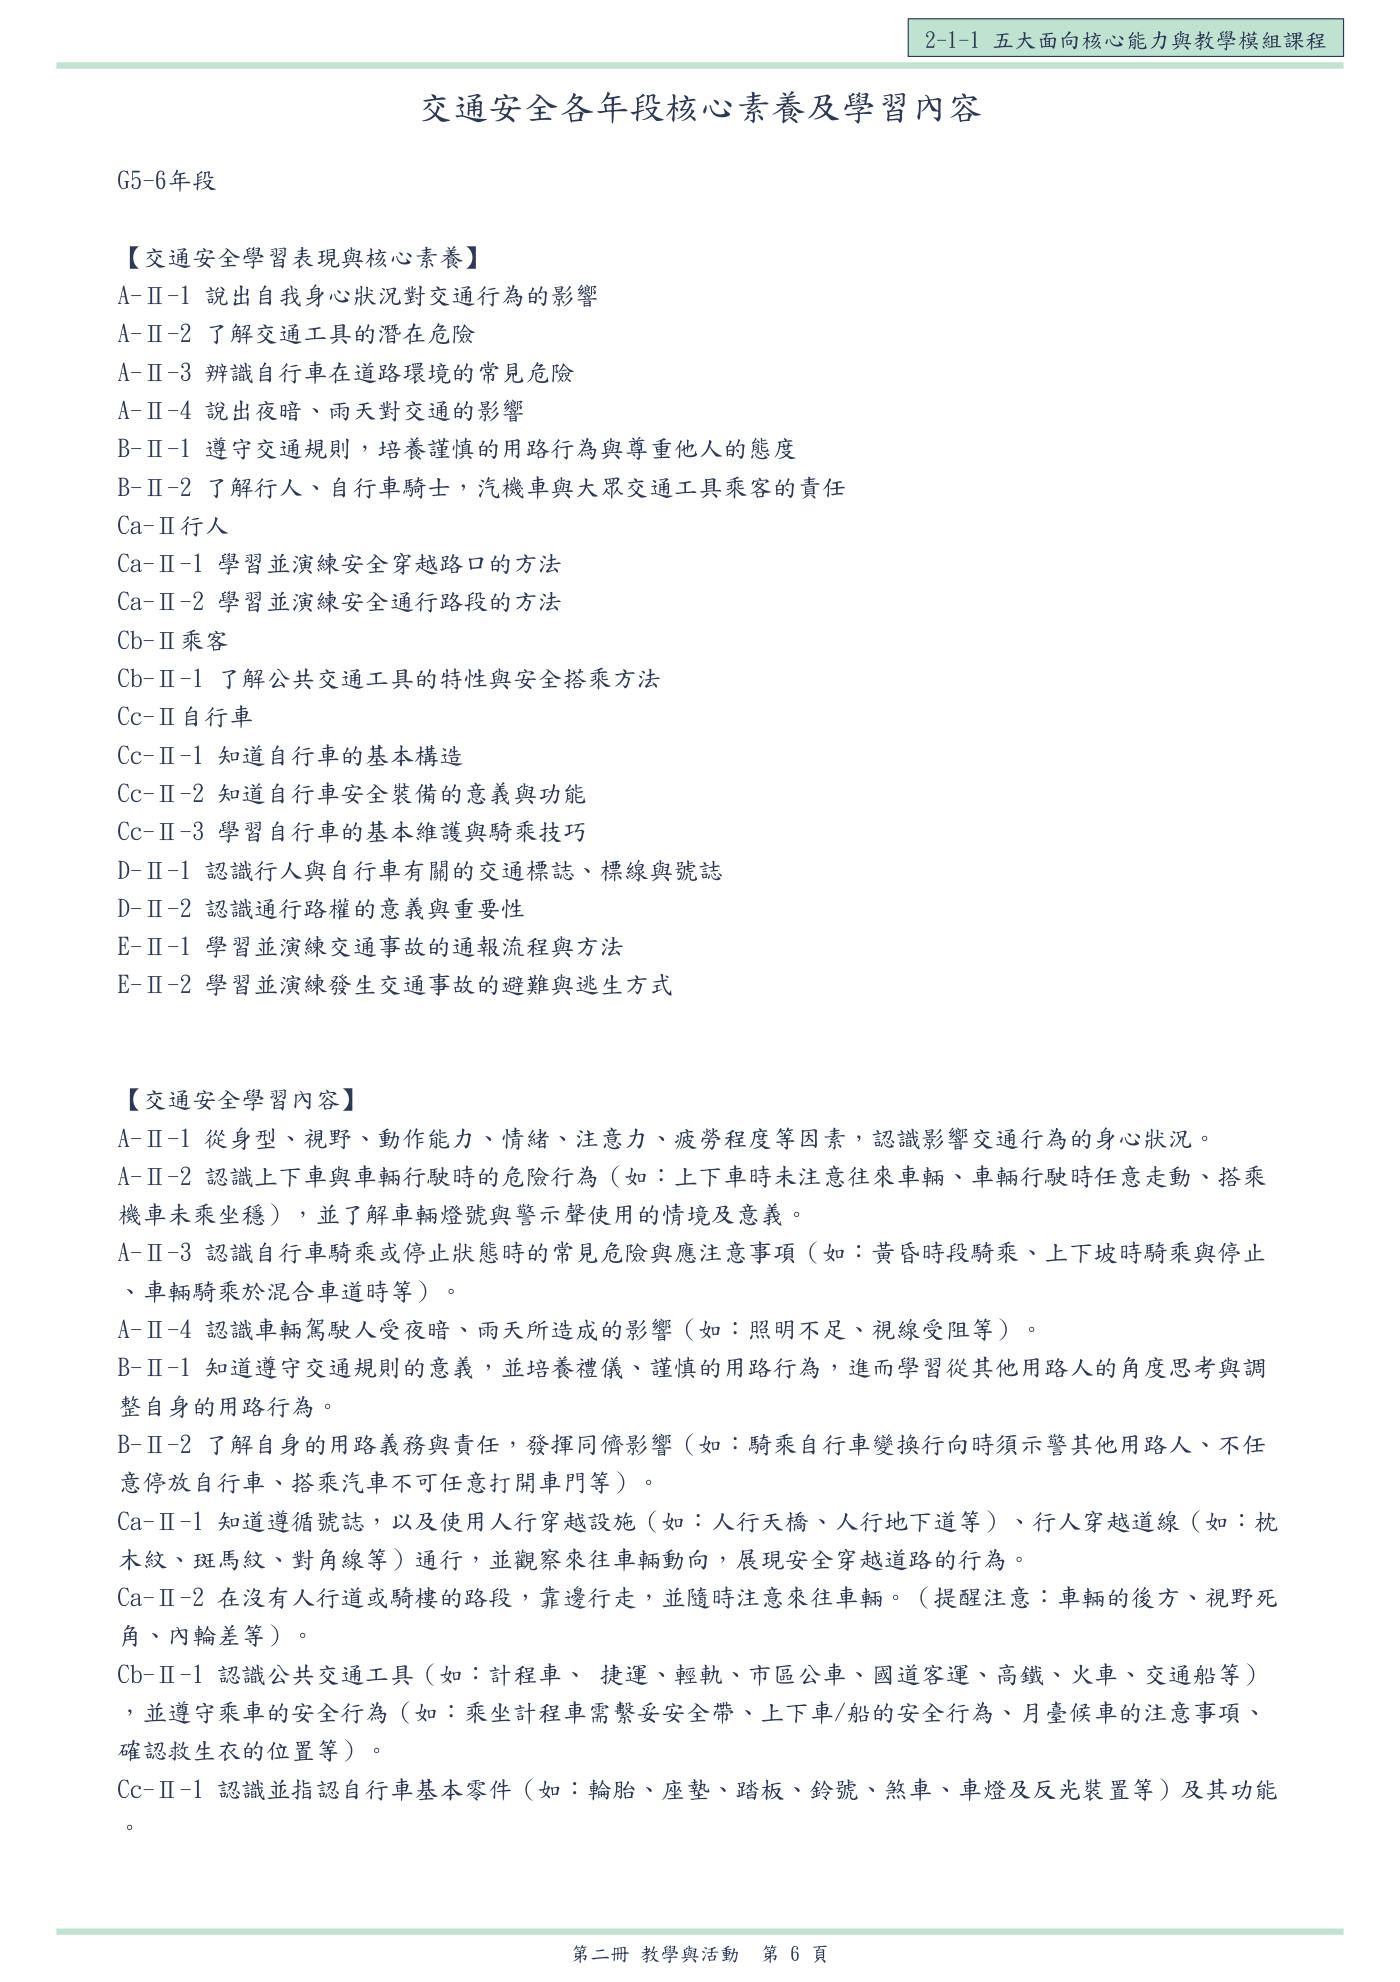 2-1-1 五大面向核心能力與教學模組課程
交通安全各年段核心素養及學習內容
G5-6年段
【交通安全學習表現與核心素養】
A-Ⅱ-1 說出自我身心狀況對交通行為的影響
A-Ⅱ-2 了解交通工具的潛在危險
A-Ⅱ-3 辨識自行車在道路環境的常見危險
A-Ⅱ-4 說出夜暗、雨天對交通的影響
B-Ⅱ-1 遵守交通規則，培養謹慎的用路行為與尊重他人的態度
B-Ⅱ-2 了解行人、自行車騎士，汽機車與大眾交通工具乘客的責任
Ca-Ⅱ行人
Ca-Ⅱ-1 學習並演練安全穿越路口的方法
Ca-Ⅱ-2 學習並演練安全通行路段的方法
Cb-Ⅱ乘客
Cb-Ⅱ-1 了解公共交通工具的特性與安全搭乘方法
Cc-Ⅱ自行車
Cc-Ⅱ-1 知道自行車的基本構造
Cc-Ⅱ-2 知道自行車安全裝備的意義與功能
Cc-Ⅱ-3 學習自行車的基本維護與騎乘技巧
D-Ⅱ-1 認識行人與自行車有關的交通標誌、標線與號誌
D-Ⅱ-2 認識通行路權的意義與重要性
E-Ⅱ-1 學習並演練交通事故的通報流程與方法
E-Ⅱ-2 學習並演練發生交通事故的避難與逃生方式
【交通安全學習內容】
A-Ⅱ-1 從身型、視野、動作能力、情緒、注意力、疲勞程度等因素，認識影響交通行為的身心狀況。
A-Ⅱ-2 認識上下車與車輛行駛時的危險行為（如：上下車時未注意往來車輛、車輛行駛時任意走動、搭乘
機車未乘坐穩），並了解車輛燈號與警示聲使用的情境及意義。
A-Ⅱ-3 認識自行車騎乘或停止狀態時的常見危險與應注意事項（如：黃昏時段騎乘、上下坡時騎乘與停止
、車輛騎乘於混合車道時等）。
A-Ⅱ-4 認識車輛駕駛人受夜暗、雨天所造成的影響（如：照明不足、視線受阻等）。
B-Ⅱ-1 知道遵守交通規則的意義，並培養禮儀、謹慎的用路行為，進而學習從其他用路人的角度思考與調
整自身的用路行為。
B-Ⅱ-2 了解自身的用路義務與責任，發揮同儕影響（如：騎乘自行車變換行向時須示警其他用路人、不任
意停放自行車、搭乘汽車不可任意打開車門等）。
Ca-Ⅱ-1 知道遵循號誌，以及使用人行穿越設施（如：人行天橋、人行地下道等）、行人穿越道線（如：枕
木紋、斑馬紋、對角線等）通行，並觀察來往車輛動向，展現安全穿越道路的行為。
Ca-Ⅱ-2 在沒有人行道或騎樓的路段，靠邊行走，並隨時注意來往車輛。（提醒注意：車輛的後方、視野死
角、內輪差等）。
Cb-Ⅱ-1 認識公共交通工具（如：計程車、 捷運、輕軌、市區公車、國道客運、高鐵、火車、交通船等）
，並遵守乘車的安全行為（如：乘坐計程車需繫妥安全帶、上下車/船的安全行為、月臺候車的注意事項、
確認救生衣的位置等）。
Cc-Ⅱ-1 認識並指認自行車基本零件（如：輪胎、座墊、踏板、鈴號、煞車、車燈及反光裝置等）及其功能
。
第二冊 教學與活動 第 6 頁